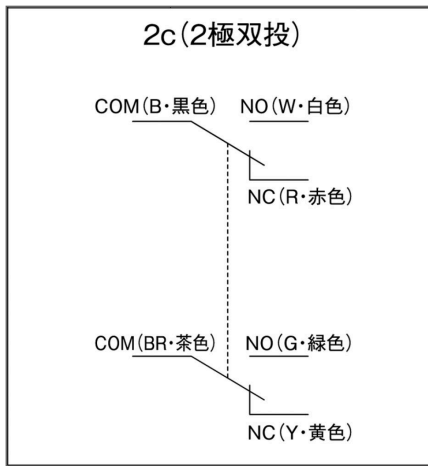 2c(2極双投)
COM(B・黒色) NO(W・白色)
NC(R・赤色)
COM(BR・茶色) NO(G・緑色)
NC(Y・黄色)